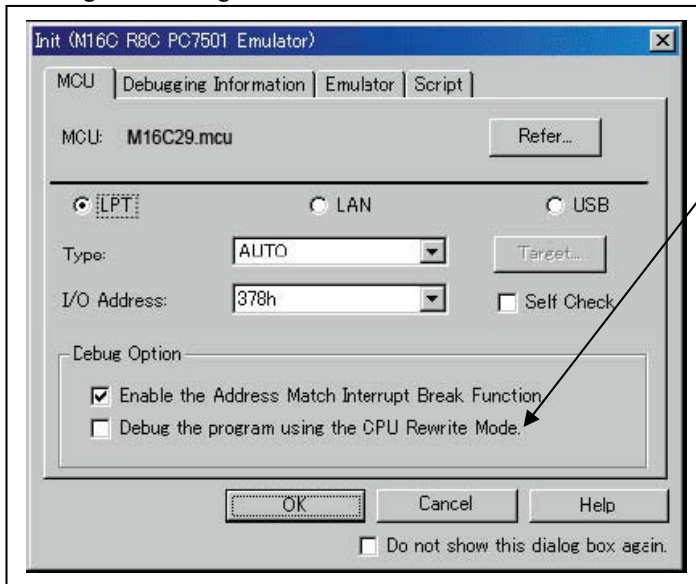 Init (M16C R8C PC7501 Emulator)
MCU Debugging Information Emulator Script
MCU: M16C29.mcu Refer...
LPT LAN USB
Type: AUTO Target...
I/O Address: 378h Self Check
Debug Option
Enable the Address Match Interrupt Break Function.
Debug the program using the CPU Rewrite Mode.
OK Cancel Help
Do not show this dialog box again.